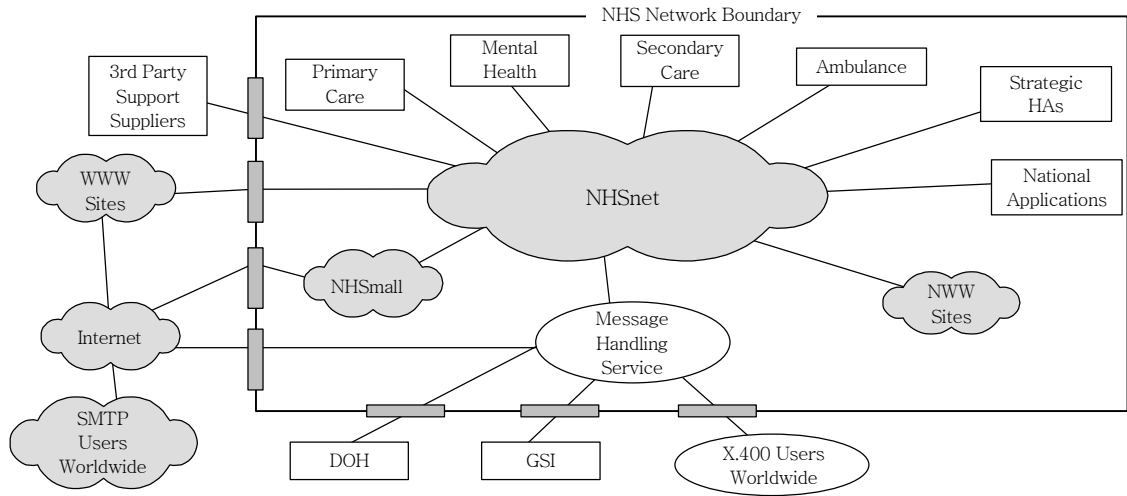 NHS Network Boundary
3rd Party
Support
Suppliers
Primary
Care
Mental
Health
Secondary
Care
Ambulance
Strategic
HAs
WWW
Sites
NHSnet
National
Applications
NHSmall
NWW
Sites
Internet
Message
Handling
Service
SMTP
Users
Worldwide
DOH
GSI
X.400 Users
Worldwide